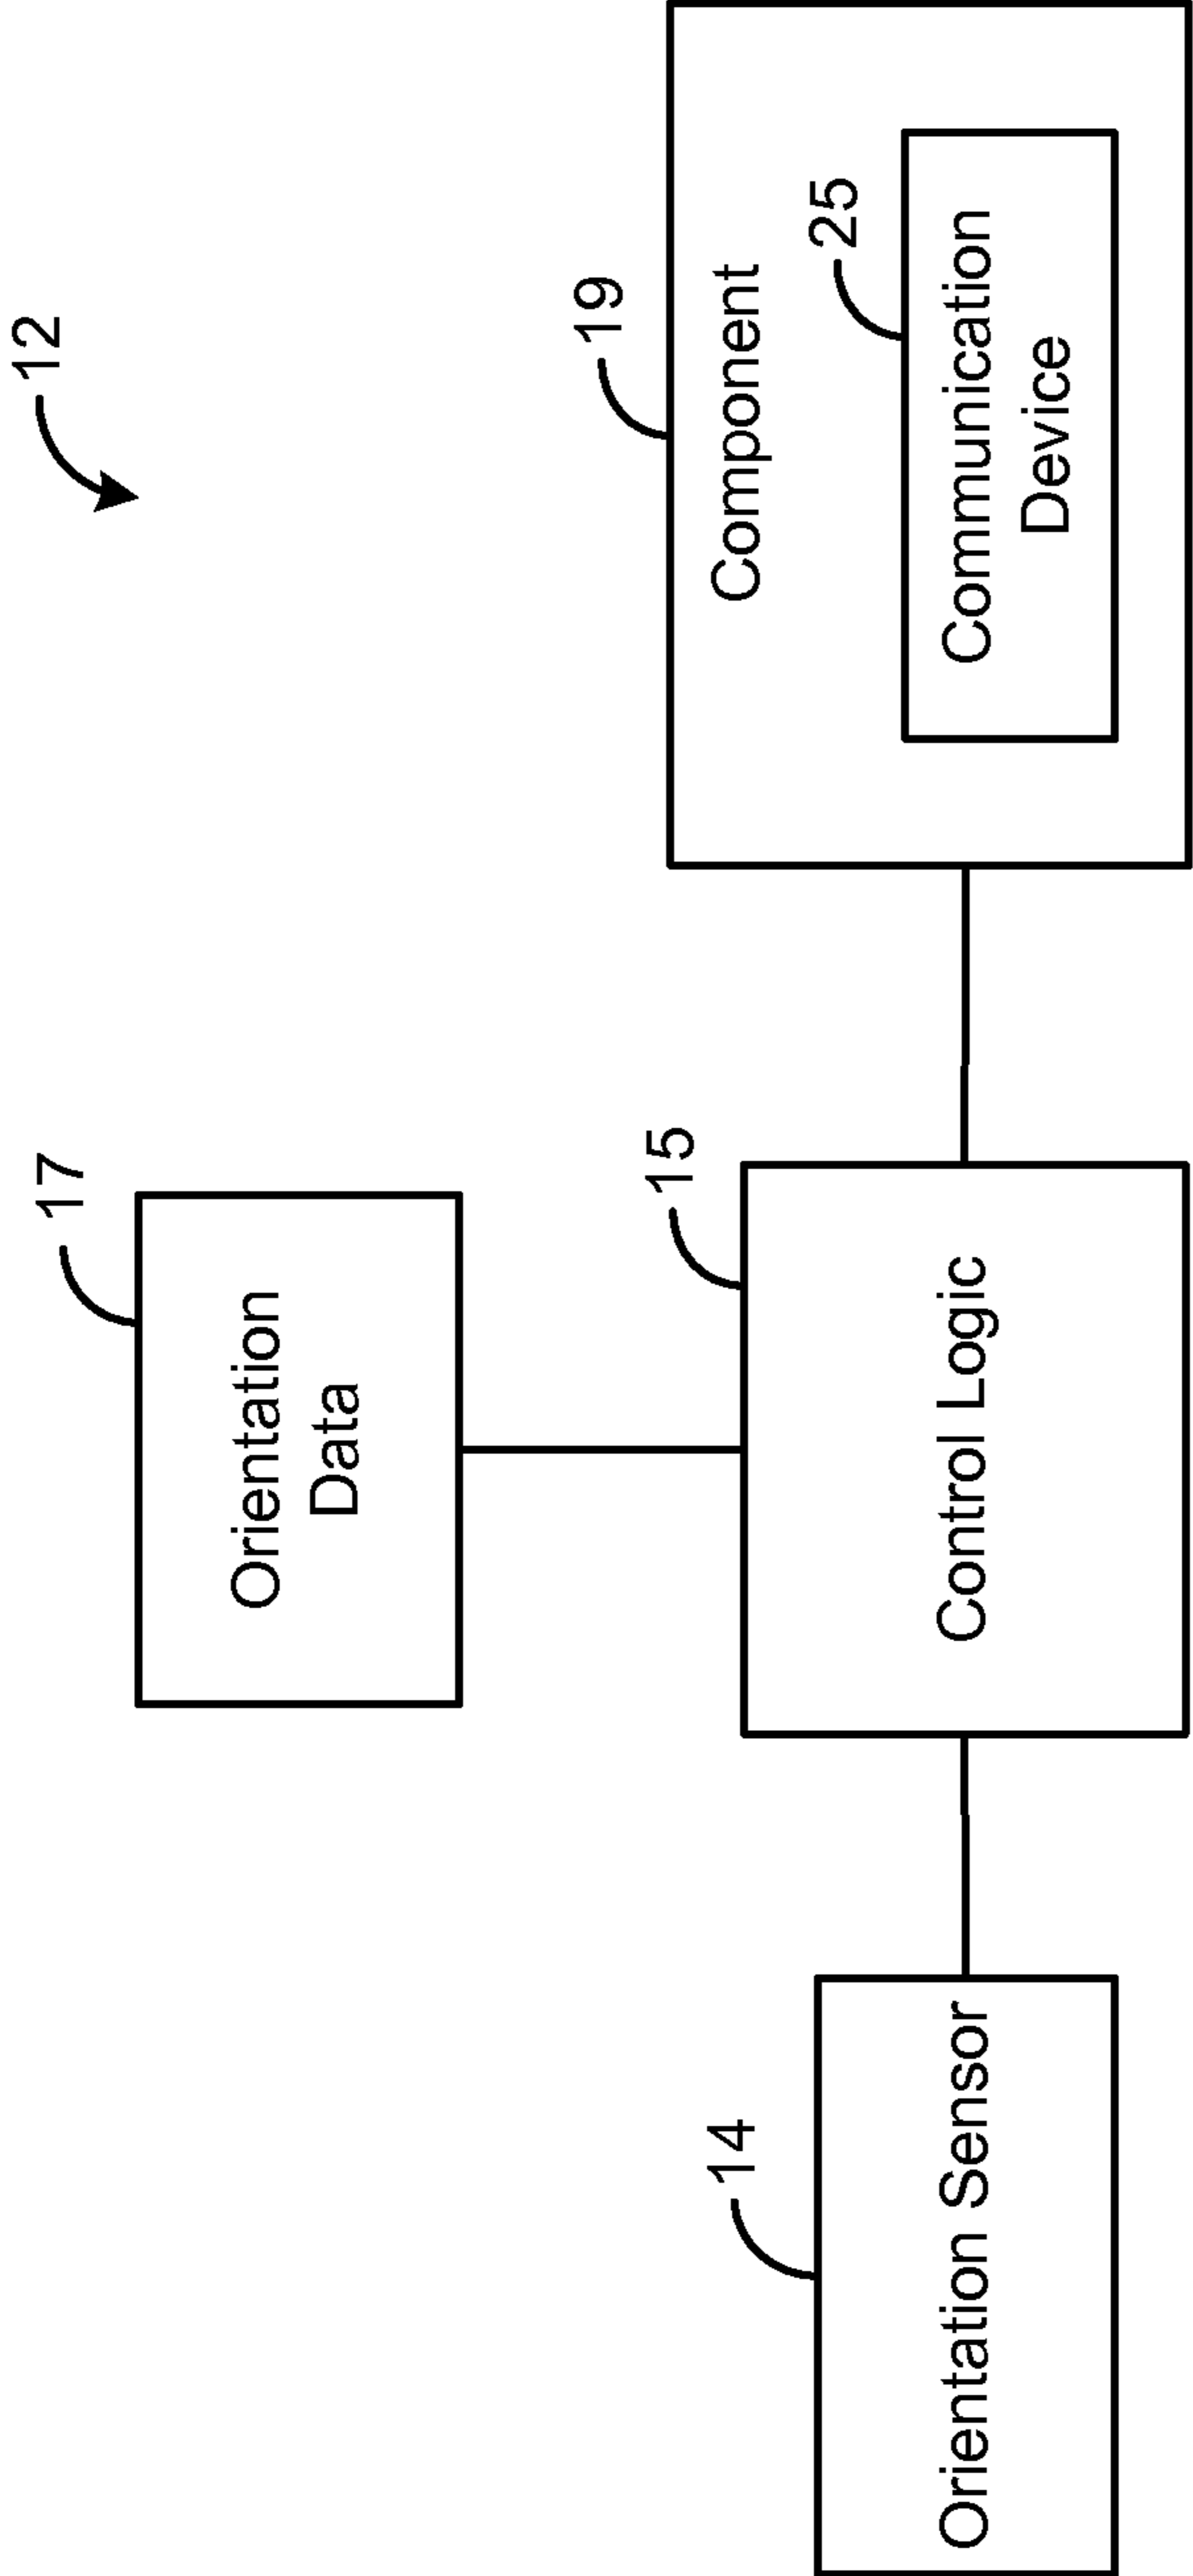 12
17
Orientation
Data
19
Component
25
Communication
Device
15
Control Logic
14
Orientation Sensor